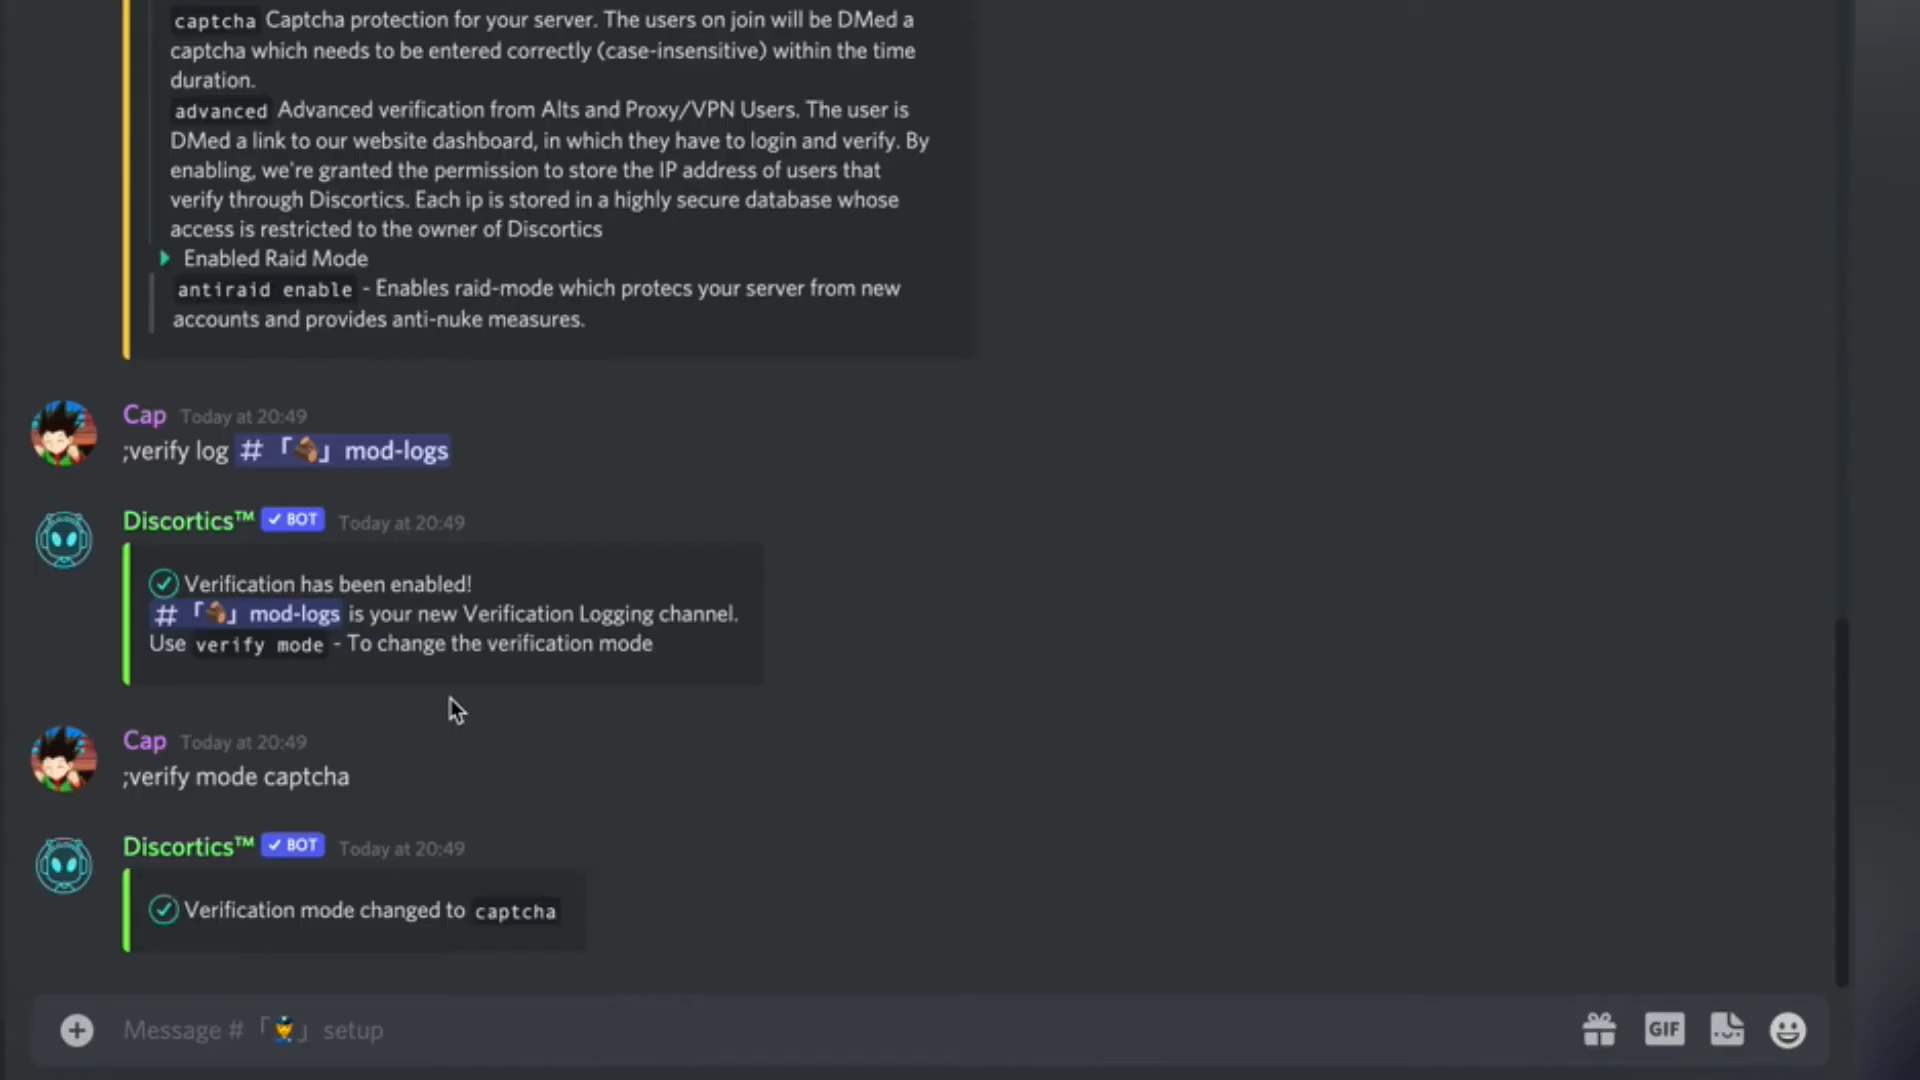 captcha Captcha protection for your server. The users on join will be DMed a
captcha which needs to be entered correctly (case-insensitive) within the time
duration.
advanced Advanced verification from Alts and Proxy/VPN Users. The user is
DMed a link to our website dashboard, in which they have to login and verify. By
enabling, we're granted the permission to store the IP address of users that
verify through Discortics. Each ip is stored in a highly secure database whose
access is restricted to the owner of Discortics
Enabled Raid Mode
antiraid enable - Enables raid-mode which protecs your server from new
accounts and provides anti-nuke measures.
Cap Today at 20:49
;verify log # 「🪵」 mod-logs
Discortics™ ✓ BOT Today at 20:49
Verification has been enabled!
# 「🪵」 mod-logs is your new Verification Logging channel.
Use verify mode - To change the verification mode
Cap Today at 20:49
;verify mode captcha
Discortics™ ✓ BOT Today at 20:49
Verification mode changed to captcha
Message # 「👮」 setup
GIF